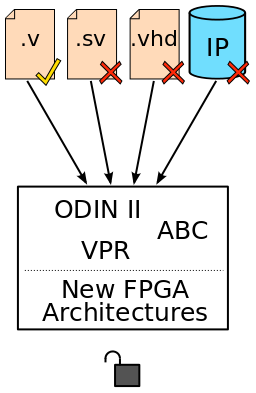 .v
.sv
.vhd
IP
ODIN II
ABC
VPR
New FPGA
Architectures